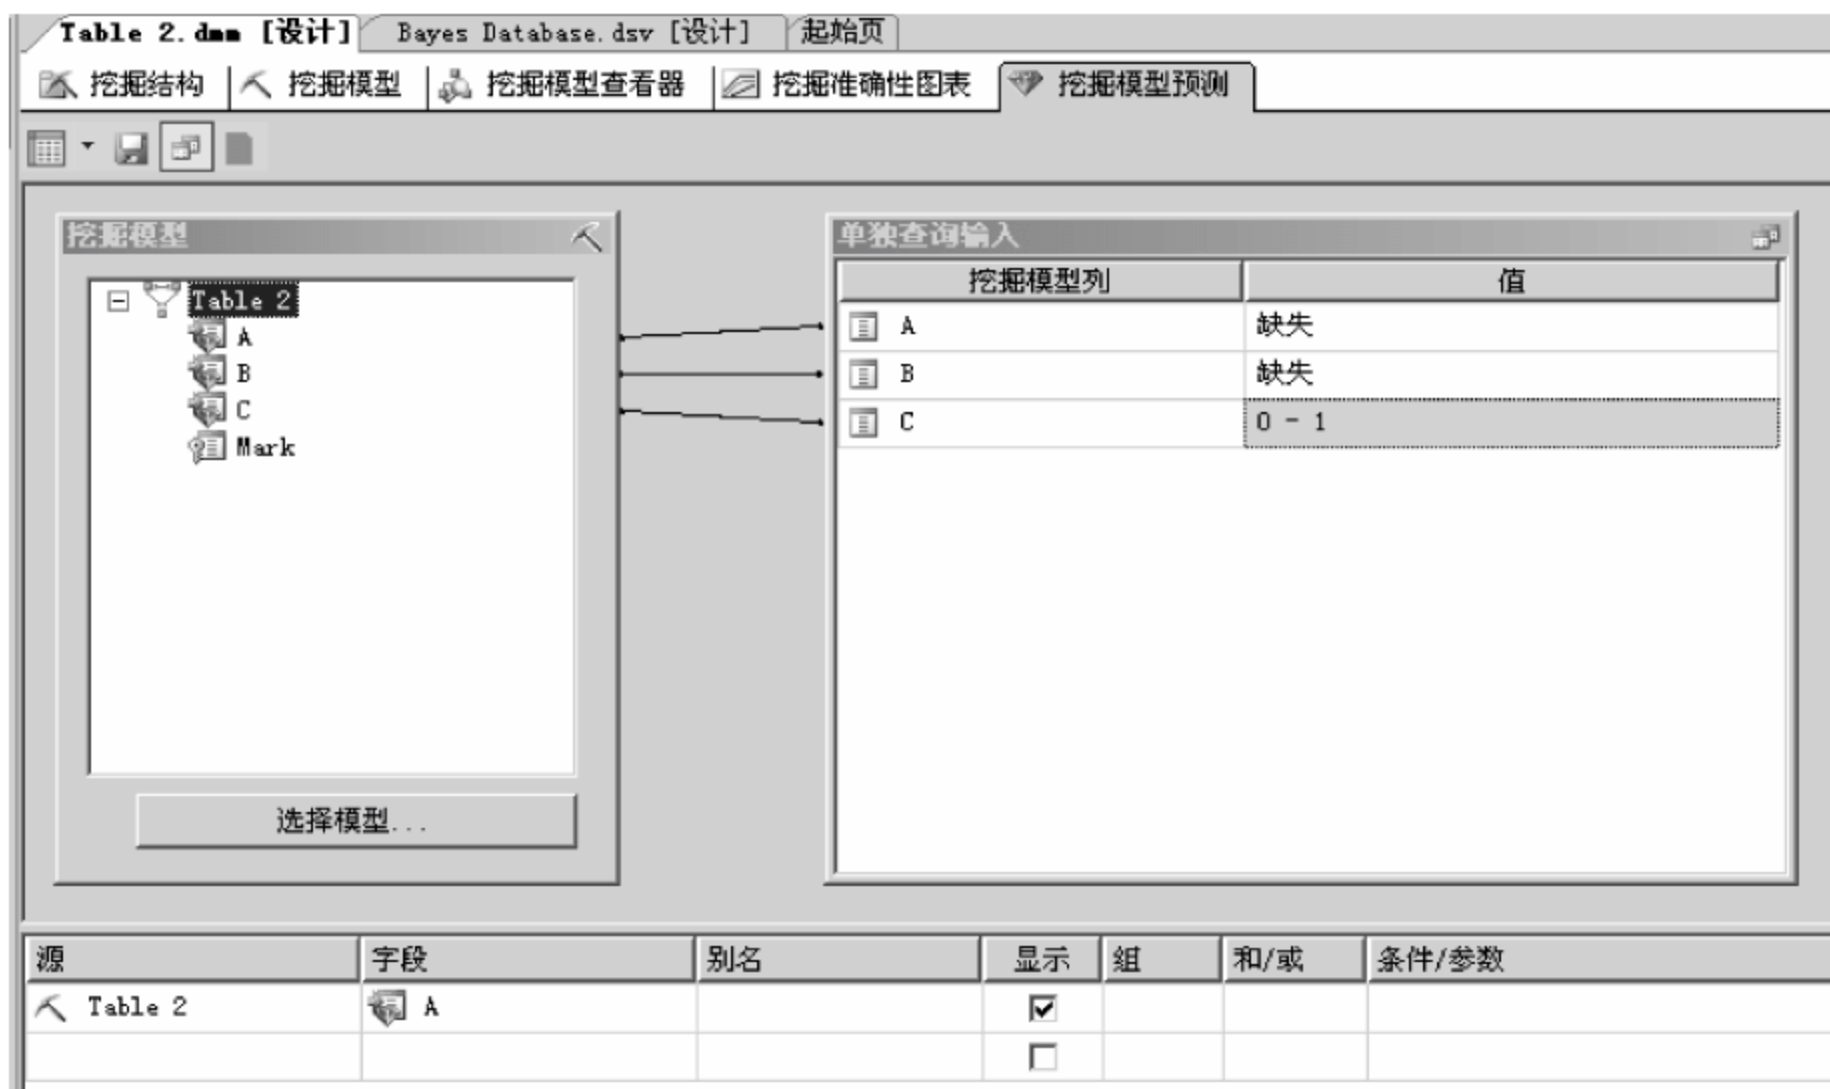 Table 2.dmm [设计] Bayes Database.dsv [设计] 起始页
挖掘结构 挖掘模型 挖掘模型查看器 挖掘准确性图表 挖掘模型预测
挖掘模型
Table 2
A
B
C
Mark
选择模型...
单独查询输入
挖掘模型列 值
A 缺失
B 缺失
C 0 - 1
源 字段 别名 显示 组 和/或 条件/参数
Table 2 A